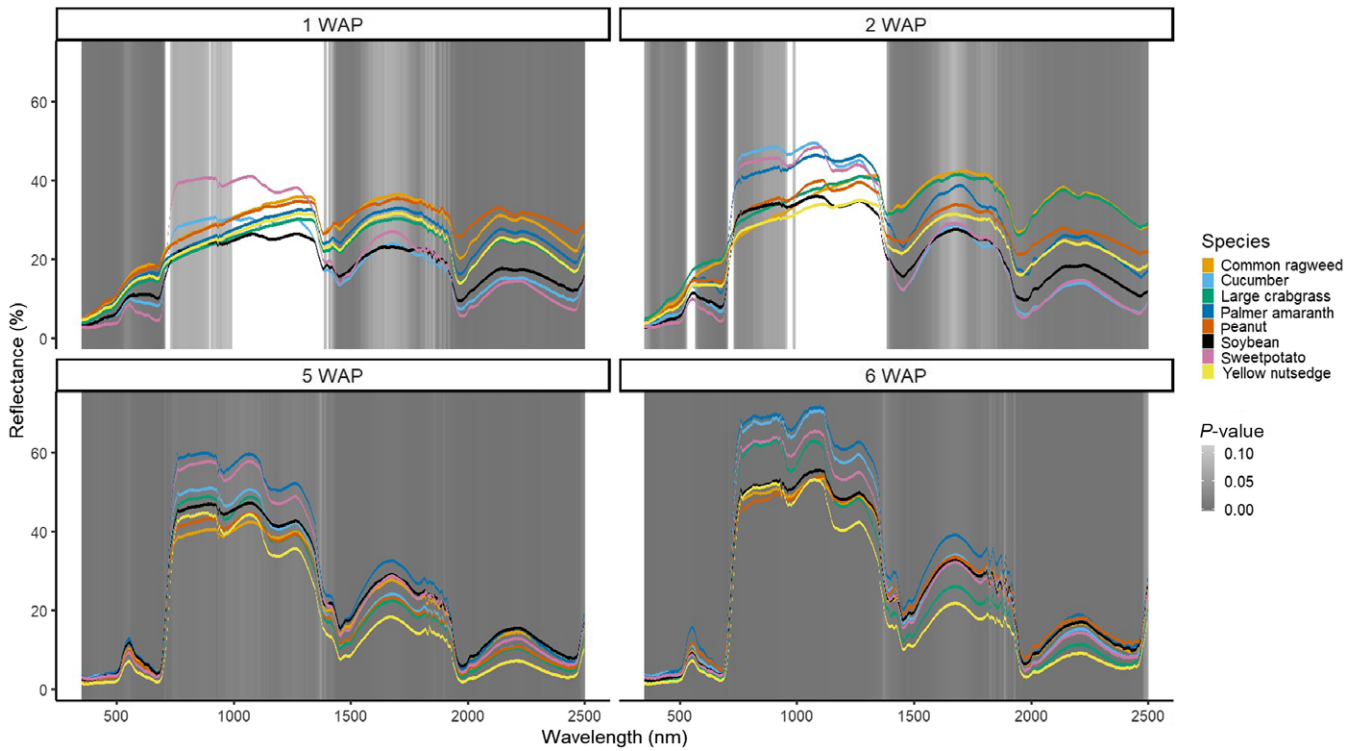 1 WAP
2 WAP
60
40
20
0
5 WAP
6 WAP
60
40
20
0
500
1000
1500
2000
2500
500
1000
1500
2000
2500
Reflectance (%)
Wavelength (nm)
Species
Common ragweed
Cucumber
Large crabgrass
Palmer amaranth
Peanut
Soybean
Sweetpotato
Yellow nutsedge
P-value
0.10
0.05
0.00